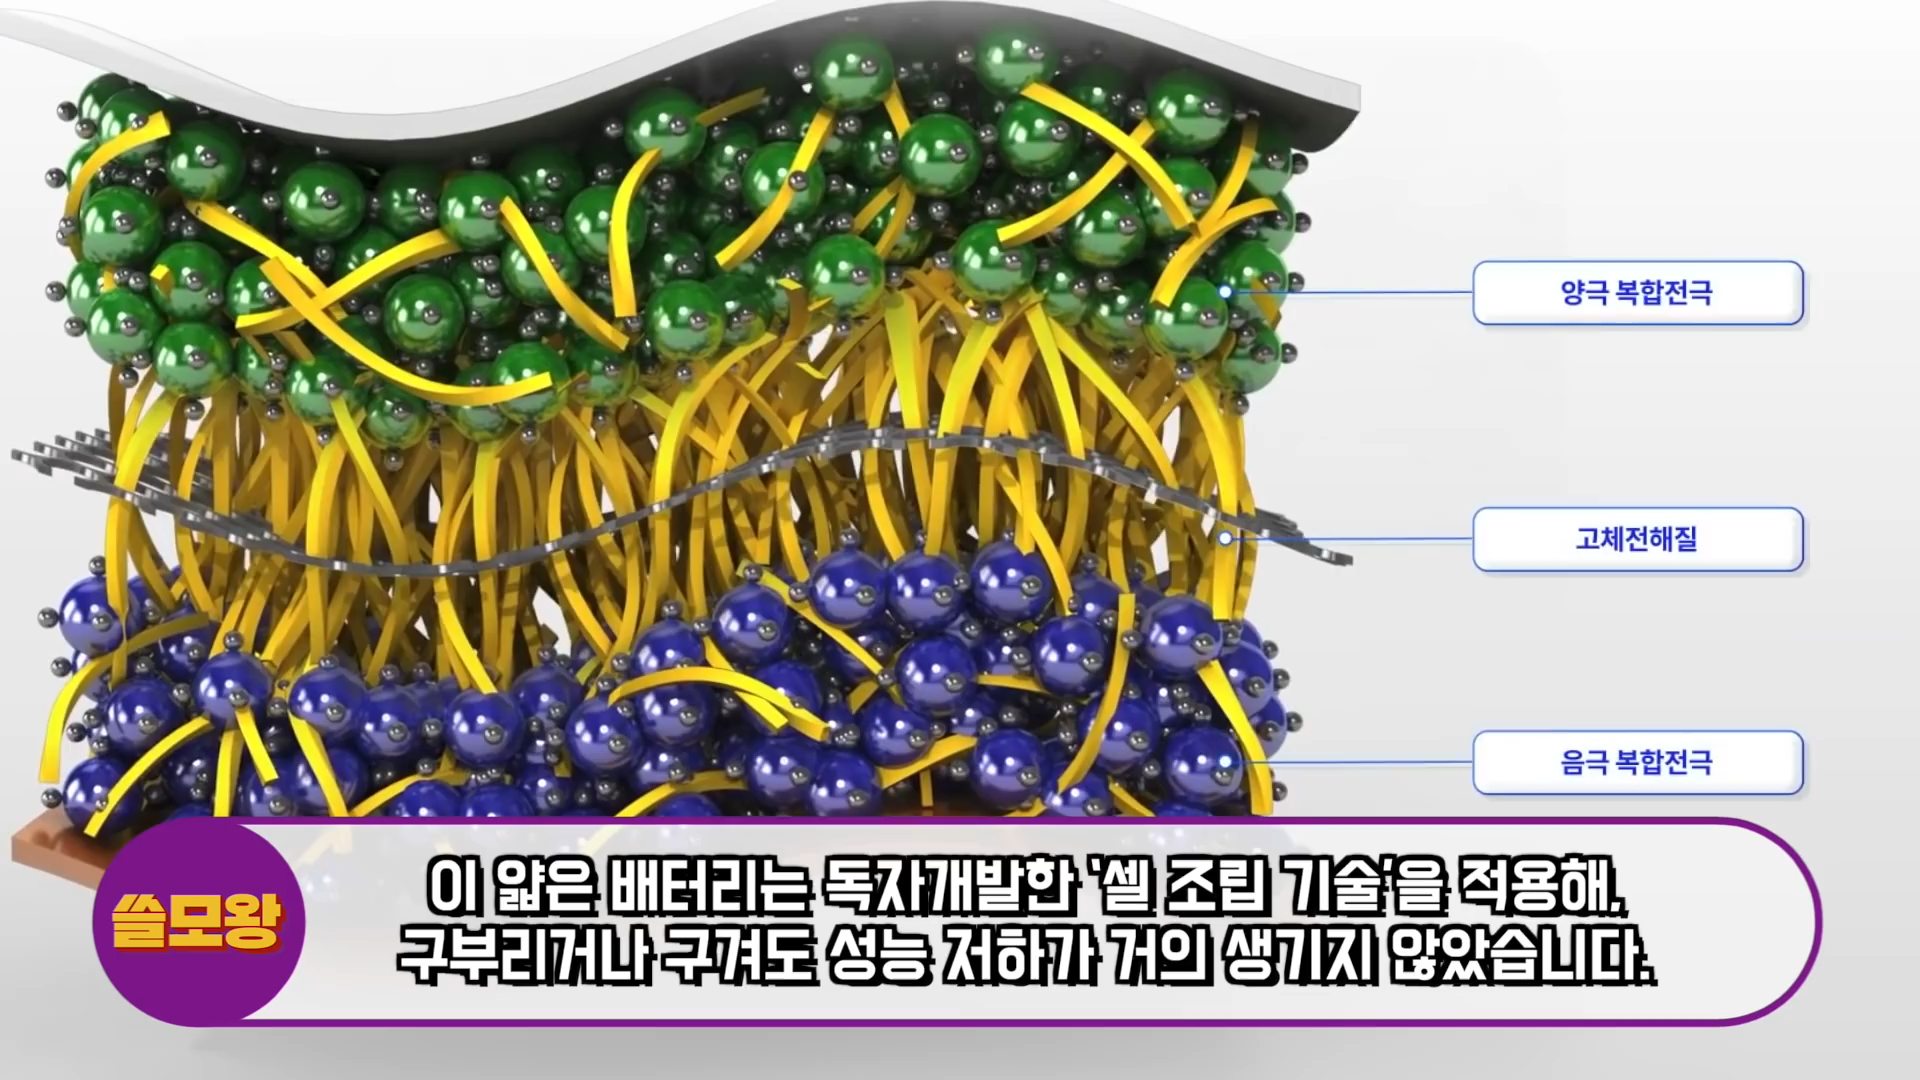 양극 복합전극
고체전해질
음극 복합전극
쓸모왕
이 얇은 배터리는 독자개발한 '셀 조립 기술'을 적용해,
구부리거나 구겨도 성능 저하가 거의 생기지 않았습니다.